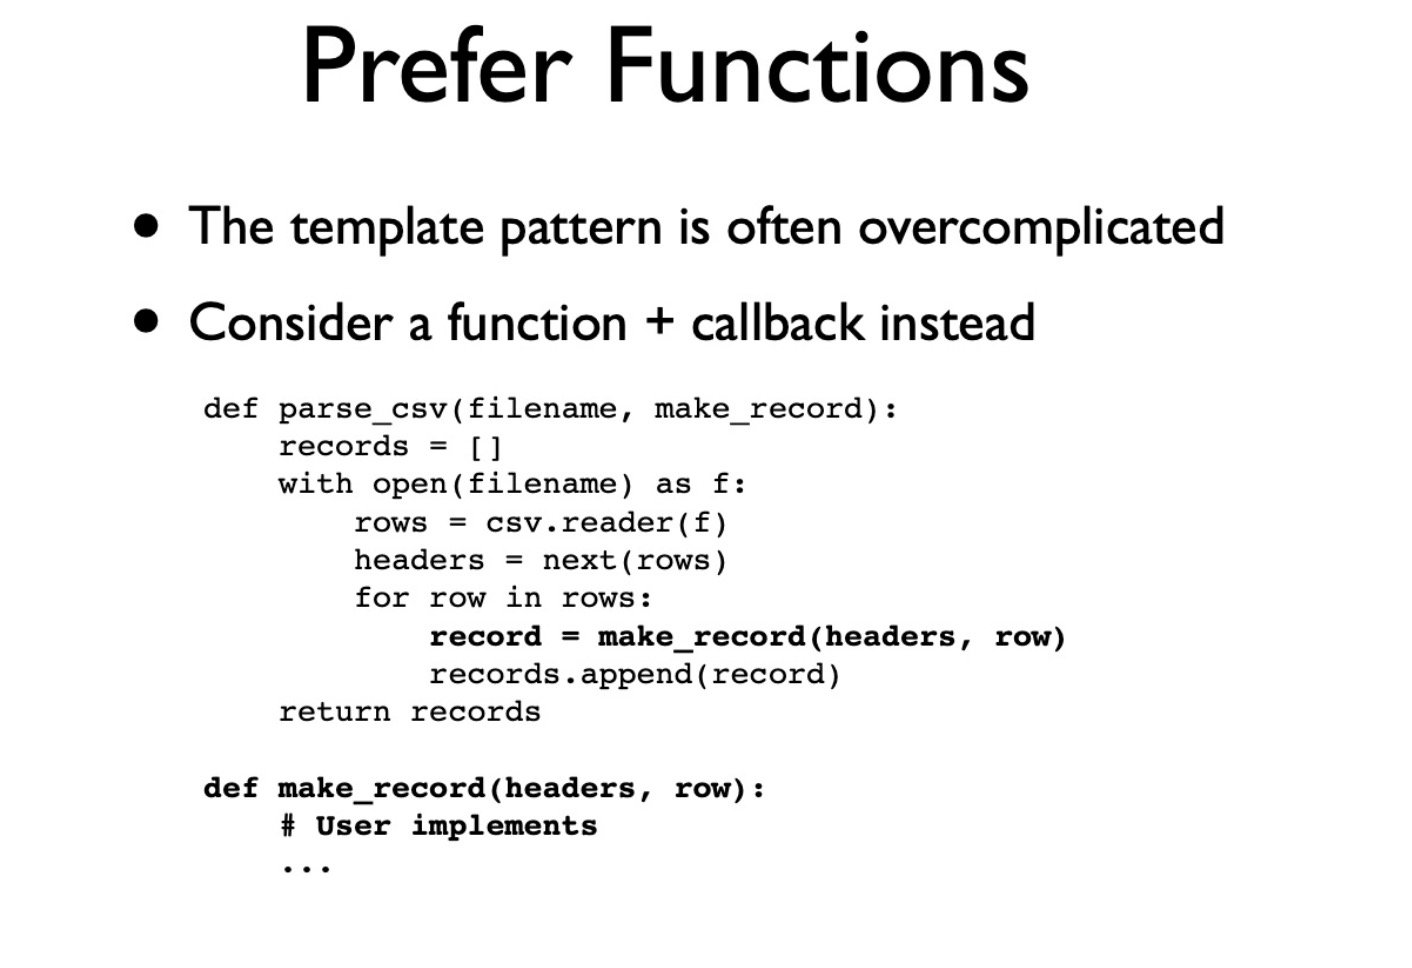 Prefer Functions
• The template pattern is often overcomplicated
• Consider a function + callback instead
def parse_csv(filename, make_record):
    records = []
    with open(filename) as f:
        rows = csv.reader(f)
        headers = next(rows)
        for row in rows:
            record = make_record(headers, row)
            records.append(record)
    return records
def make_record(headers, row):
    # User implements
    ...